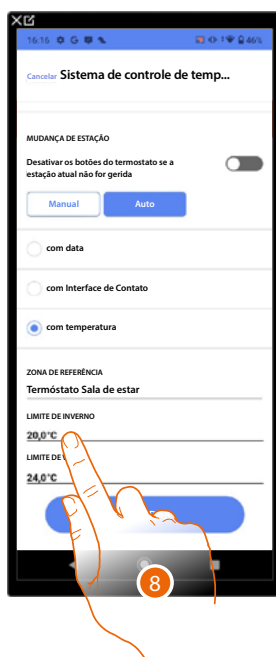 16:16
46%
Cancelar Sistema de controle de temp...
MUDANÇA DE ESTAÇÃO
Desativar os botões do termostato se a
estação atual não for gerida
Manual
Auto
com data
com Interface de Contato
com temperatura
ZONA DE REFERÊNCIA
Termóstato Sala de estar
LIMITE DE INVERNO
20,0°C
LIMITE DE
24,0°C
8